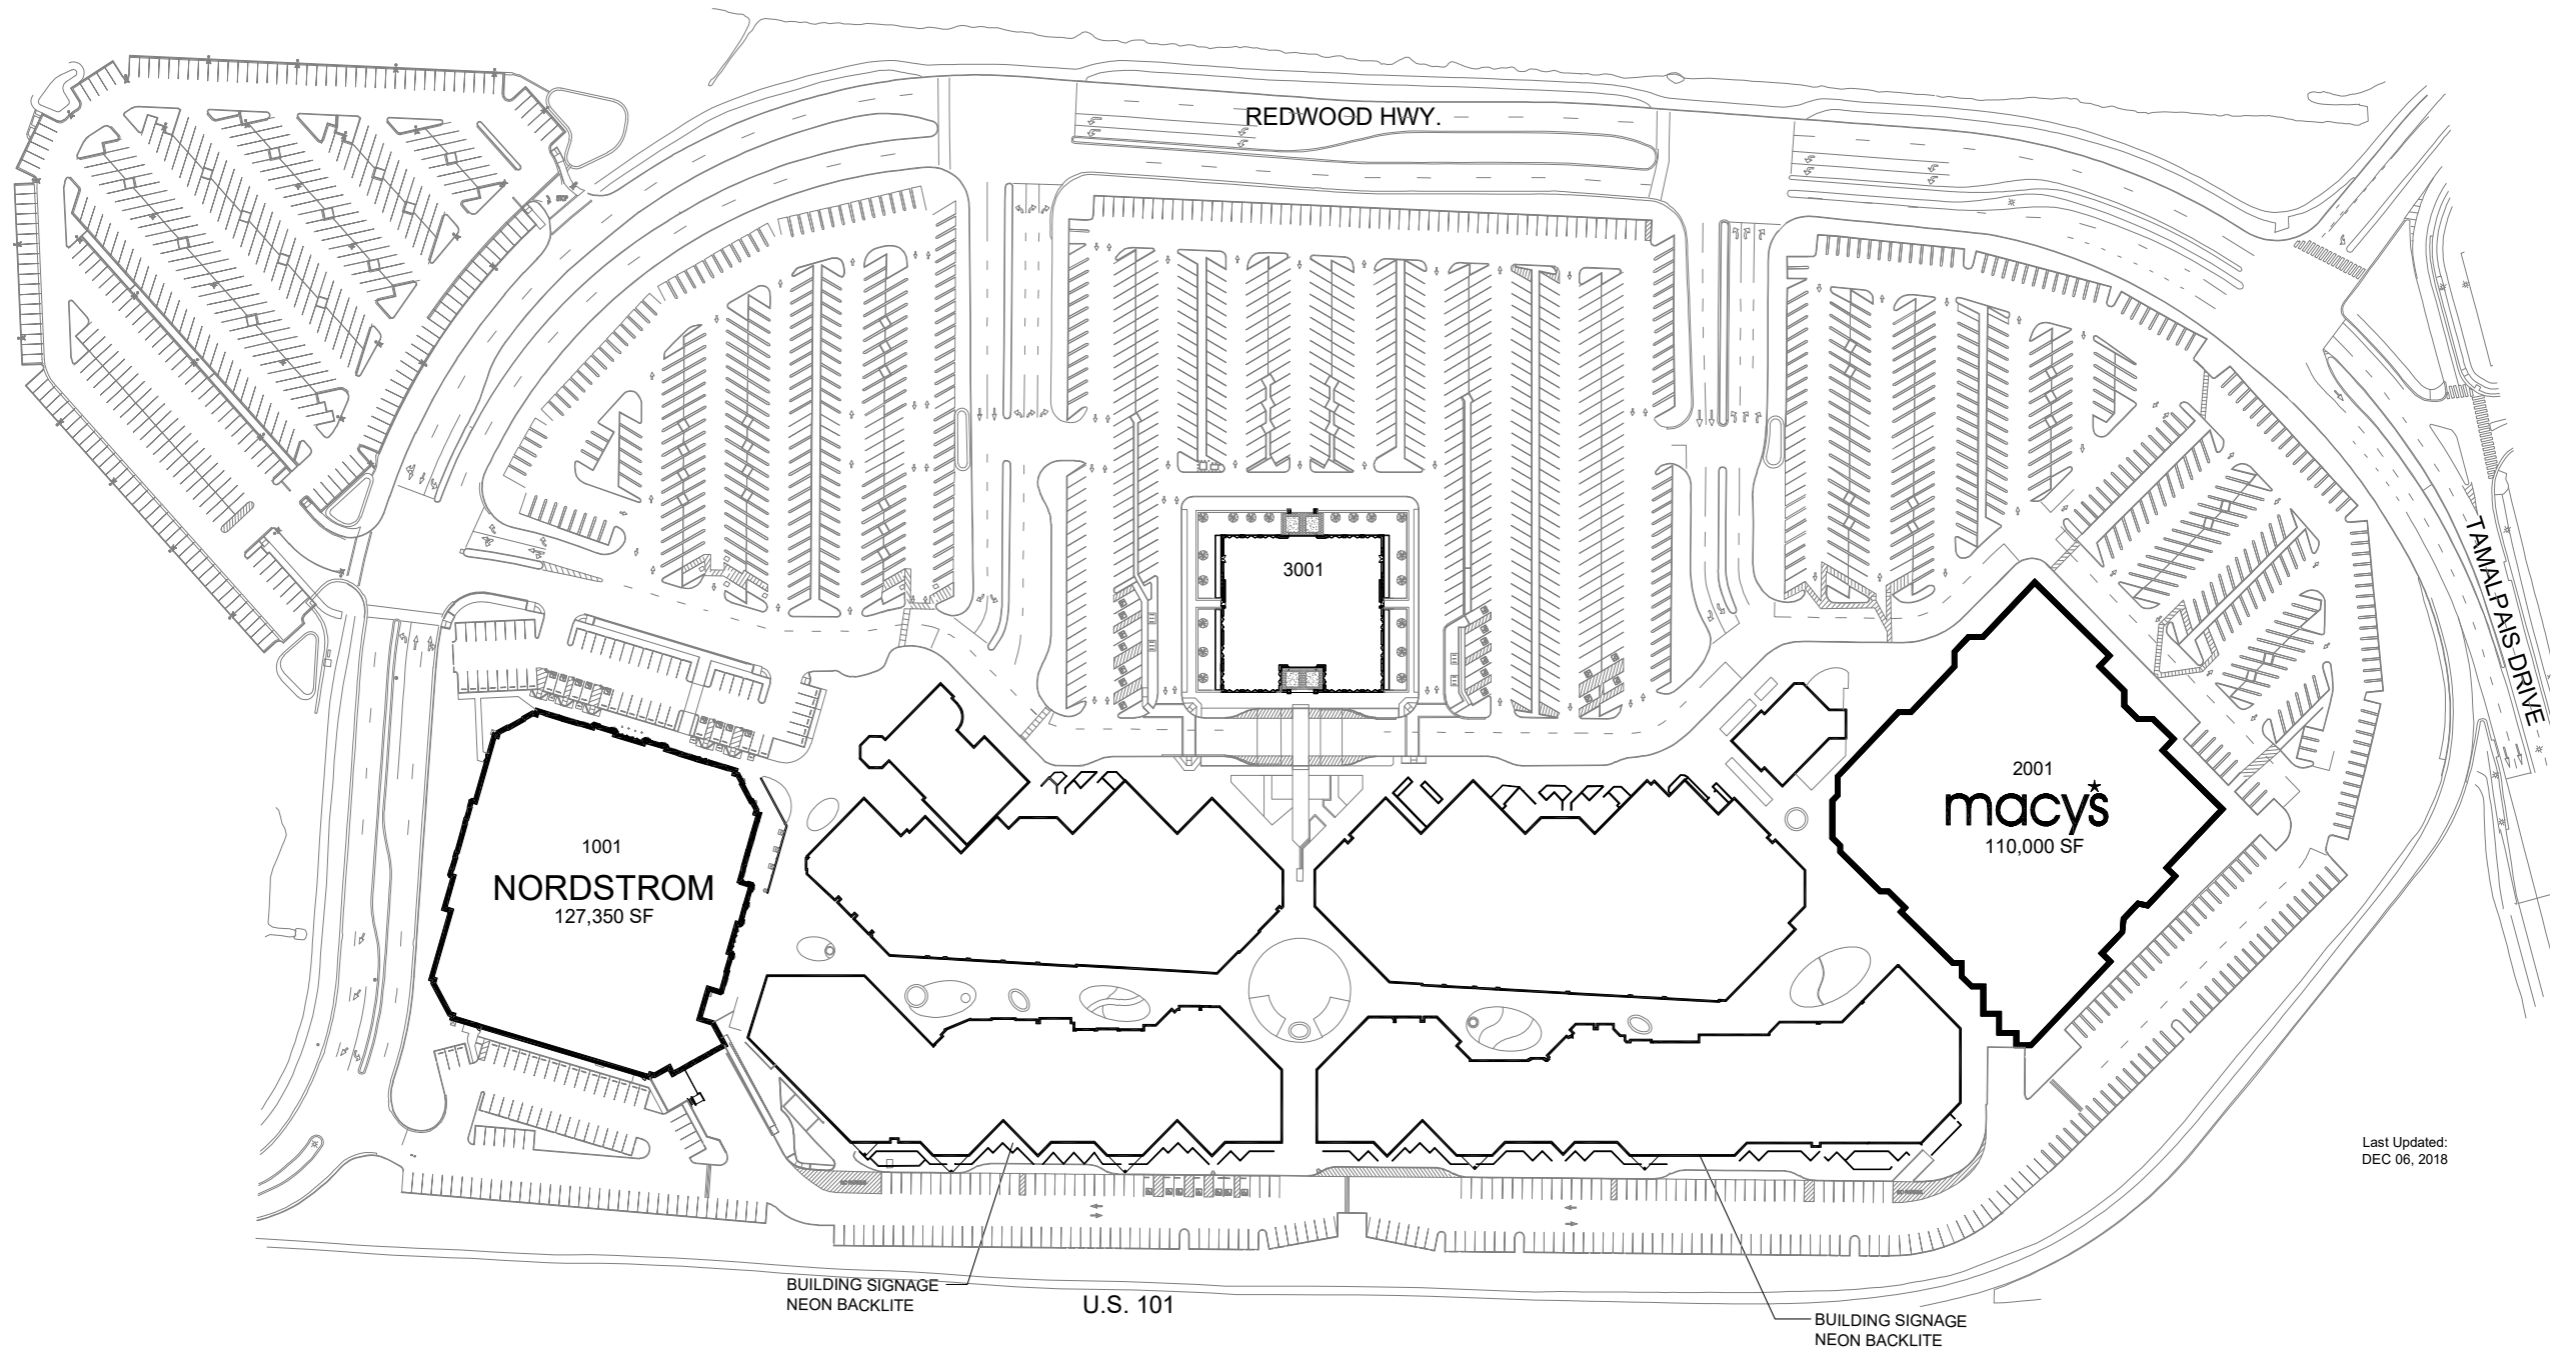 REDWOOD HWY.
TAMALPAIS DRIVE
3001
2001
macy's
110,000 SF
1001
NORDSTROM
127,350 SF
Last Updated:
DEC 06, 2018
BUILDING SIGNAGE
NEON BACKLITE
U.S. 101
BUILDING SIGNAGE
NEON BACKLITE